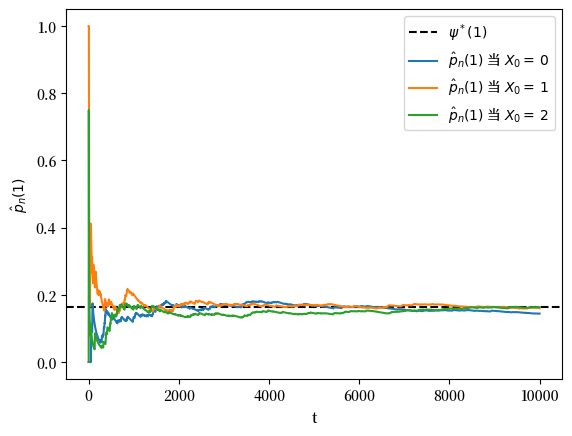 1.0
0.8
0.6
0.4
0.2
0.0
p̂ₙ(1)
0 2000 4000 6000 8000 10000
t
ψ*(1)
p̂ₙ(1) 当 X₀ = 0
p̂ₙ(1) 当 X₀ = 1
p̂ₙ(1) 当 X₀ = 2